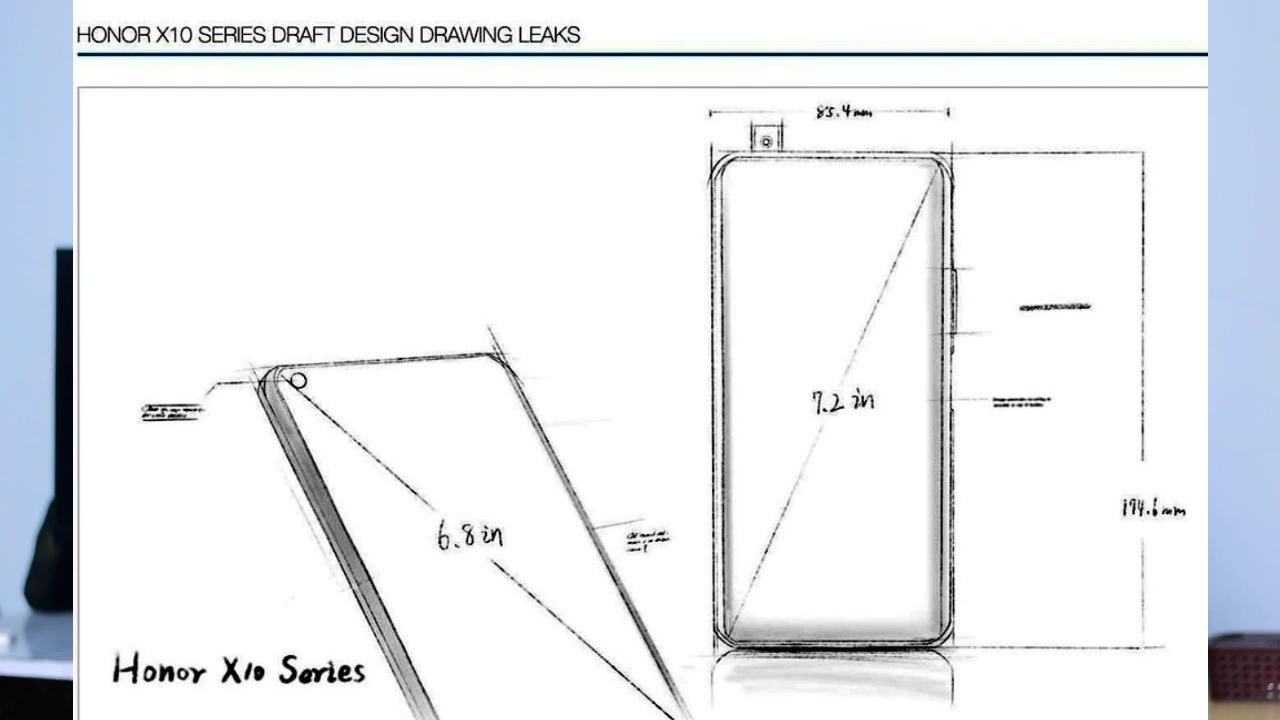 HONOR X10 SERIES DRAFT DESIGN DRAWING LEAKS
85.4mm
7.2 in
174.6mm
6.8 in
Honor X10 Series